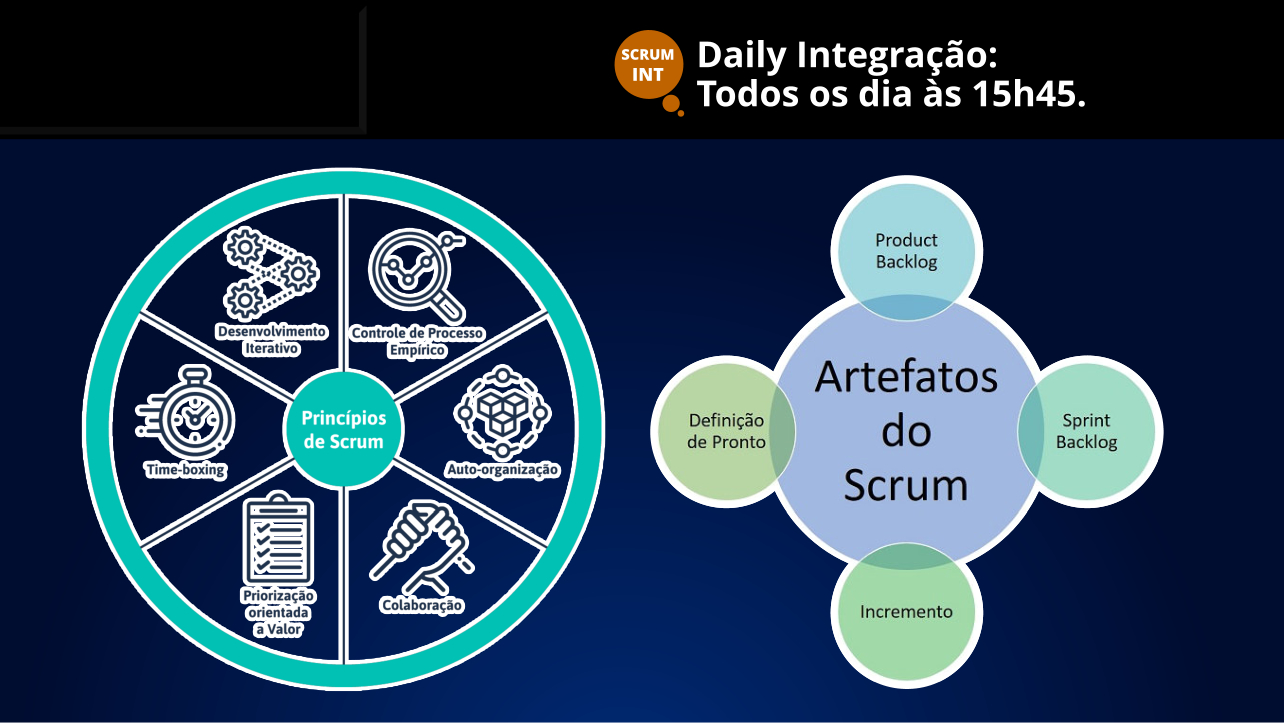 SCRUM
INT
Daily Integração:
Todos os dia às 15h45.
Desenvolvimento
Iterativo
Controle de Processo
Empírico
Time-boxing
Princípios
de Scrum
Auto-organização
Priorização
orientada
a Valor
Colaboração
Product
Backlog
Definição
de Pronto
Artefatos
do
Scrum
Sprint
Backlog
Incremento